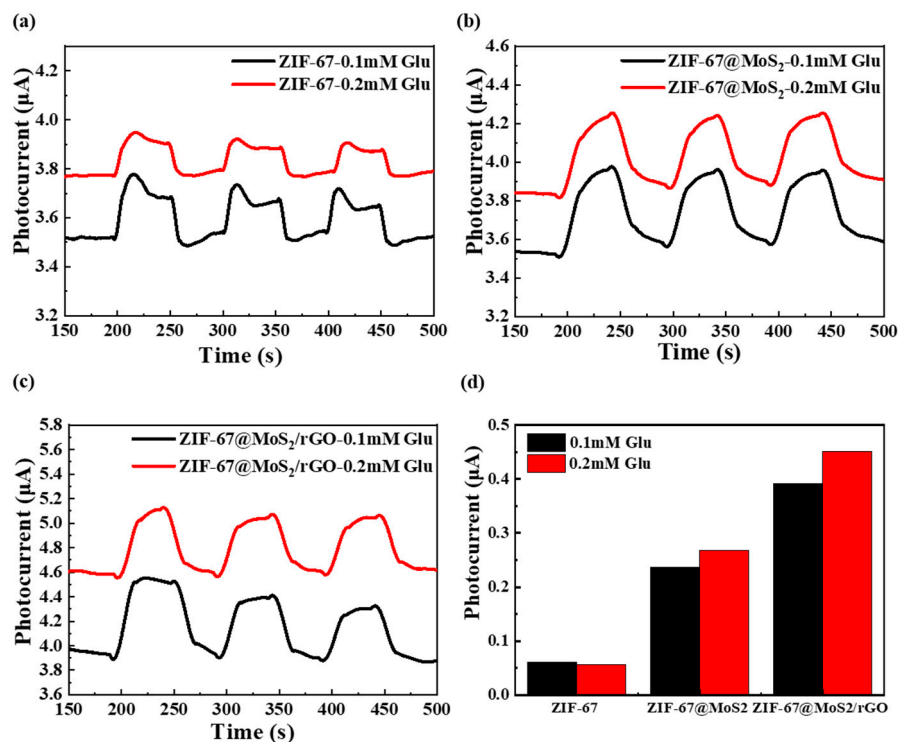 (a)
ZIF-67-0.1mM Glu
ZIF-67-0.2mM Glu
Photocurrent (μA)
4.2
4.0
3.8
3.6
3.4
3.2
150 200 250 300 350 400 450 500
Time (s)
(b)
ZIF-67@MoS₂-0.1mM Glu
ZIF-67@MoS₂-0.2mM Glu
Photocurrent (μA)
4.6
4.4
4.2
4.0
3.8
3.6
3.4
3.2
150 200 250 300 350 400 450 500
Time (s)
(c)
ZIF-67@MoS₂/rGO-0.1mM Glu
ZIF-67@MoS₂/rGO-0.2mM Glu
Photocurrent (μA)
5.8
5.6
5.4
5.2
5.0
4.8
4.6
4.4
4.2
4.0
3.8
3.6
150 200 250 300 350 400 450 500
Time (s)
(d)
0.1mM Glu
0.2mM Glu
Photocurrent (μA)
0.5
0.4
0.3
0.2
0.1
0.0
ZIF-67 ZIF-67@MoS2 ZIF-67@MoS2/rGO